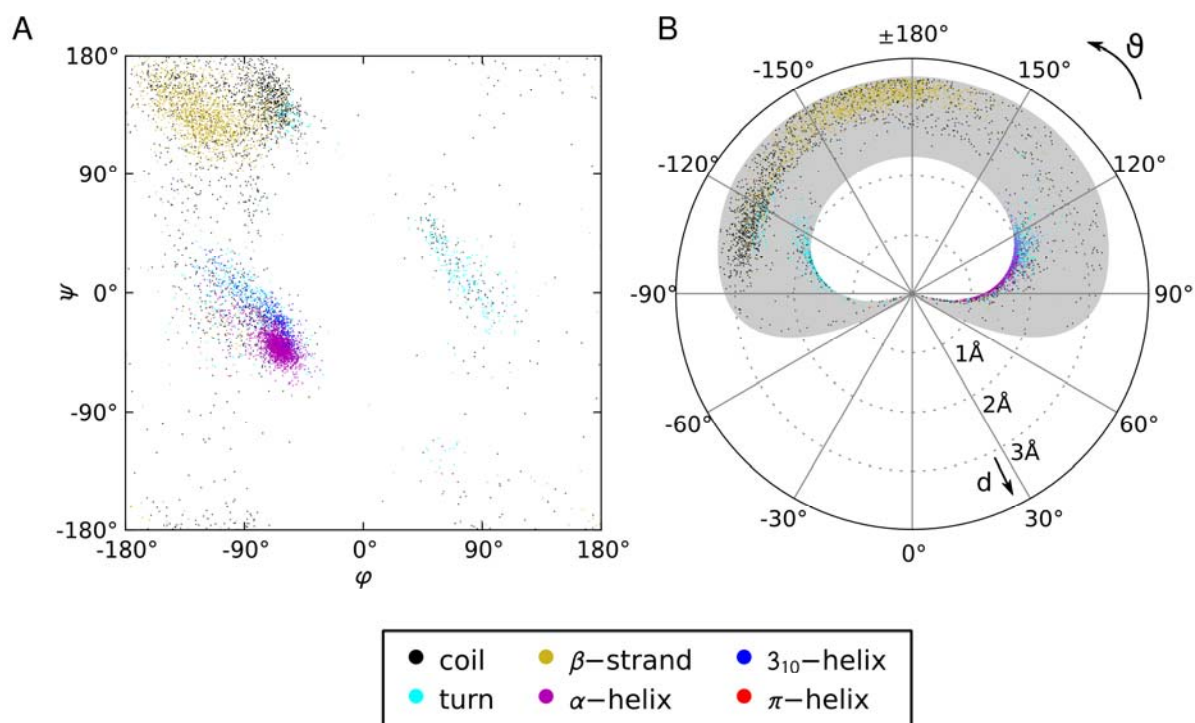 A
180°
90°
0°
-90°
-180°
ψ
-180°
-90°
0°
90°
180°
φ
B
±180°
ϑ
-150°
150°
-120°
120°
-90°
90°
1Å
2Å
3Å
-60°
60°
d
-30°
30°
0°
coil
β−strand
3₁₀−helix
turn
α−helix
π−helix